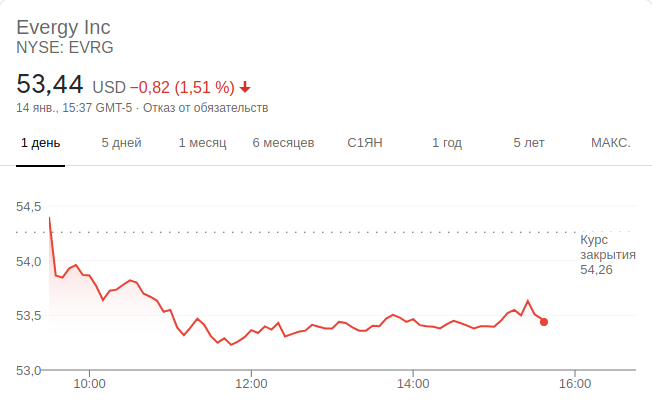 Evergy Inc
NYSE: EVRG
53,44 USD −0,82 (1,51 %)
14 янв., 15:37 GMT-5 · Отказ от обязательств
1 день 5 дней 1 месяц 6 месяцев С1ЯН 1 год 5 лет МАКС.
54,5
Курс
закрытия
54,26
54,0
53,5
53,0
10:00 12:00 14:00 16:00